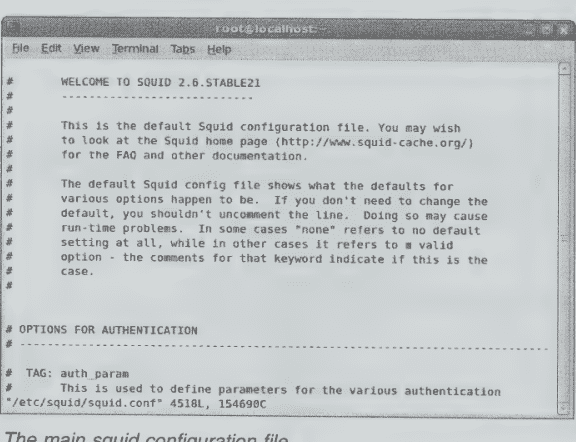 root@localhost:~
File Edit View Terminal Tabs Help
# WELCOME TO SQUID 2.6.STABLE21
# ---------------------------
#
# This is the default Squid configuration file. You may wish
# to look at the Squid home page (http://www.squid-cache.org/)
# for the FAQ and other documentation.
#
# The default Squid config file shows what the defaults for
# various options happen to be. If you don't need to change the
# default, you shouldn't uncomment the line. Doing so may cause
# run-time problems. In some cases "none" refers to no default
# setting at all, while in other cases it refers to a valid
# option - the comments for that keyword indicate if this is the
# case.
#
# OPTIONS FOR AUTHENTICATION
# -----------------------------------------------------------------------------
# TAG: auth_param
# This is used to define parameters for the various authentication
"/etc/squid/squid.conf" 4518L, 154690C
The main squid configuration file